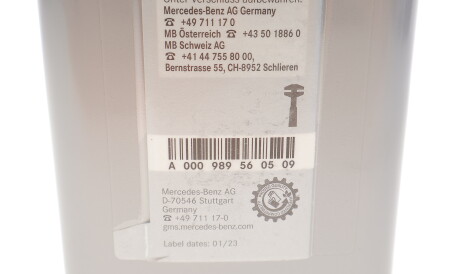 unter Verschluss aufbewahren.
Mercedes-Benz AG Germany
☎ +49 711 17 0
MB Österreich ☎ +43 50 1886 0
MB Schweiz AG
☎ +41 44 755 80 00,
Bernstrasse 55, CH-8952 Schlieren
A 000 989 56 05 09
Mercedes-Benz AG
D-70546 Stuttgart
Germany
☎ +49 711 17-0
gms.mercedes-benz.com
Label dates: 01/23